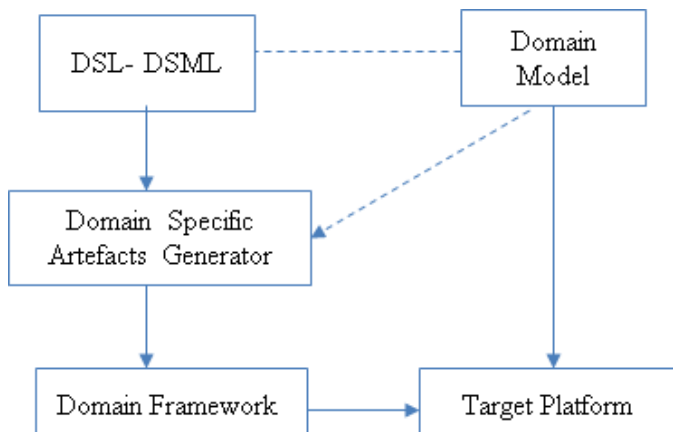 DSL- DSML
Domain
Model
Domain Specific
Artefacts Generator
Domain Framework
Target Platform